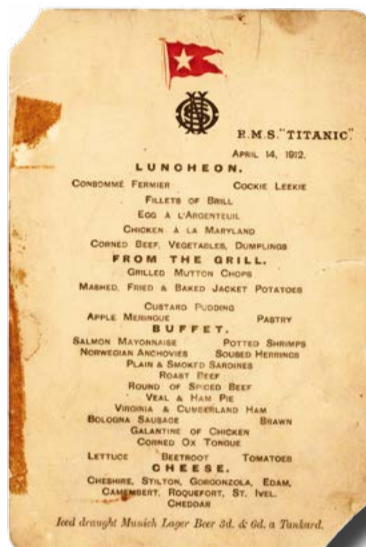 R.M.S. "TITANIC."
APRIL 14, 1912.
LUNCHEON.
CONSOMMÉ FERMIER COCKIE LEEKIE
FILLETS OF BRILL
EGG À L'ARGENTEUIL
CHICKEN À LA MARYLAND
CORNED BEEF, VEGETABLES, DUMPLINGS
FROM THE GRILL.
GRILLED MUTTON CHOPS
MASHED, FRIED & BAKED JACKET POTATOES
CUSTARD PUDDING
APPLE MERINGUE PASTRY
BUFFET.
SALMON MAYONNAISE POTTED SHRIMPS
NORWEGIAN ANCHOVIES SOUSED HERRINGS
PLAIN & SMOKED SARDINES
ROAST BEEF
ROUND OF SPICED BEEF
VEAL & HAM PIE
VIRGINIA & CUMBERLAND HAM
BOLOGNA SAUSAGE BRAWN
GALANTINE OF CHICKEN
CORNED OX TONGUE
LETTUCE BEETROOT TOMATOES
CHEESE.
CHESHIRE, STILTON, GORGONZOLA, EDAM,
CAMEMBERT, ROQUEFORT, ST. IVEL.
CHEDDAR
Iced draught Munich Lager Beer 3d. & 6d. a Tankard.